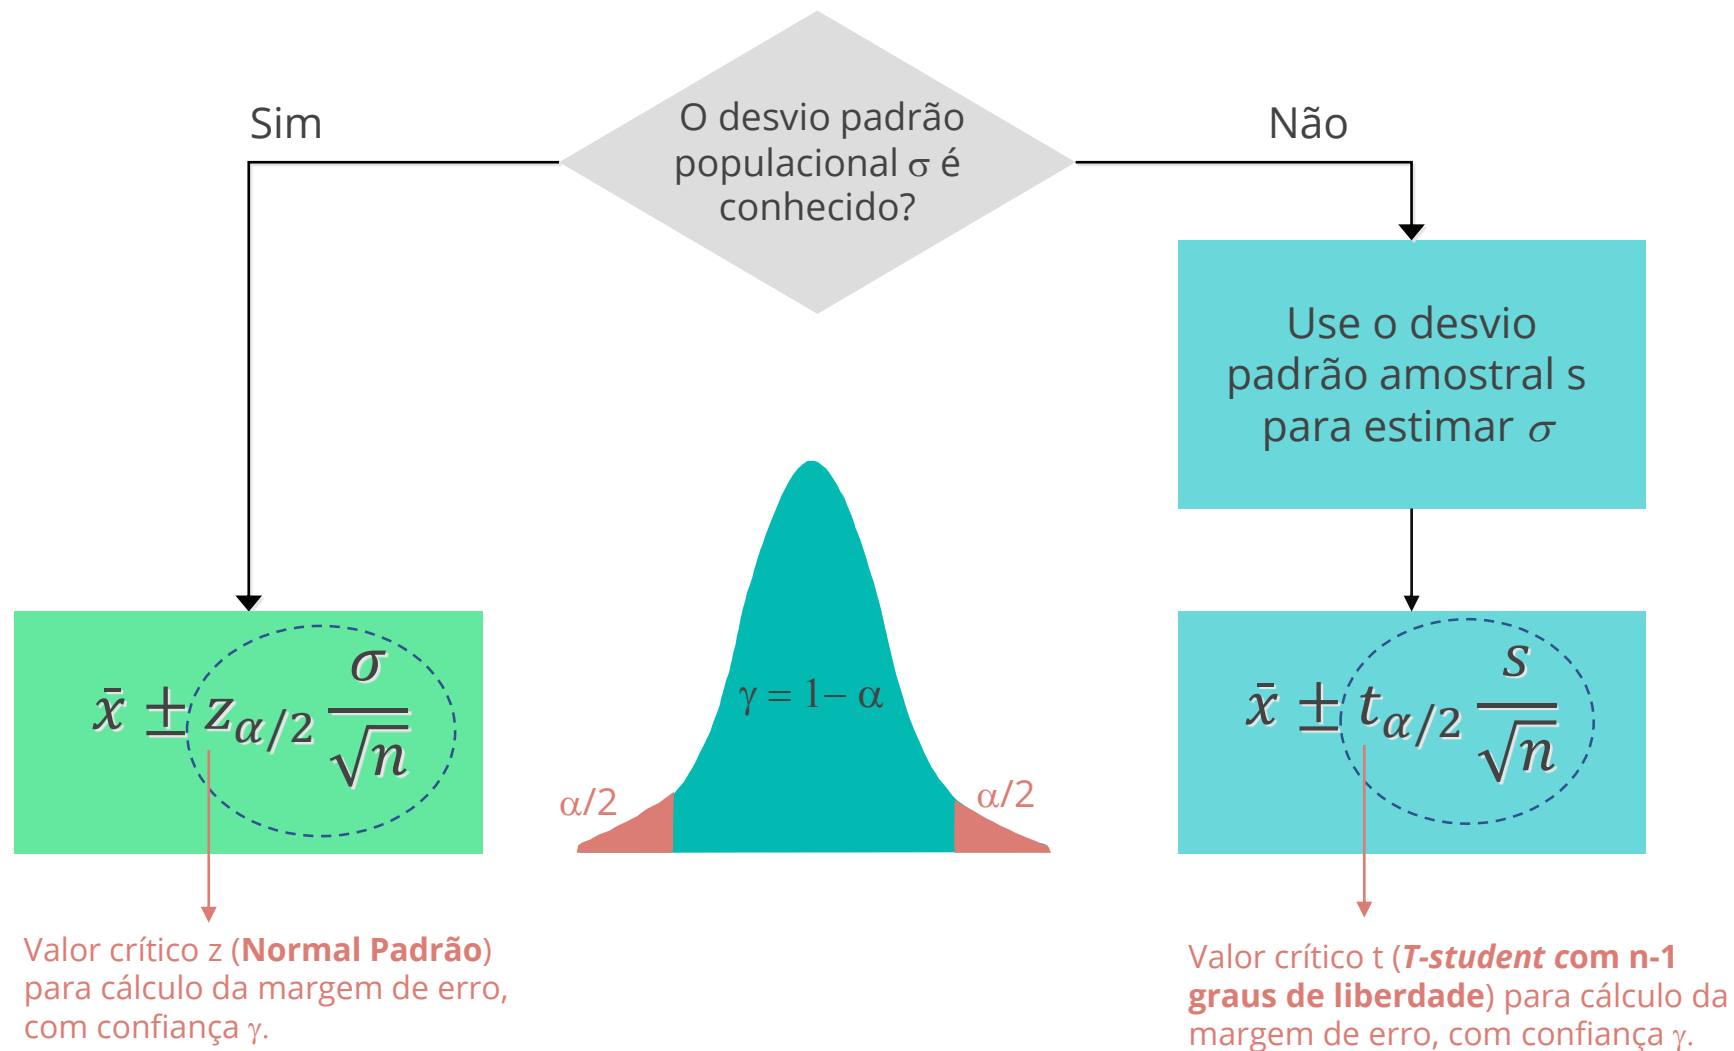 O desvio padrão
populacional σ é
conhecido?
Sim
Não
Use o desvio
padrão amostral s
para estimar σ
x̄ ± z_{α/2} σ/√n
γ = 1− α
α/2
α/2
x̄ ± t_{α/2} s/√n
Valor crítico z (Normal Padrão)
para cálculo da margem de erro,
com confiança γ.
Valor crítico t (T-student com n-1
graus de liberdade) para cálculo da
margem de erro, com confiança γ.